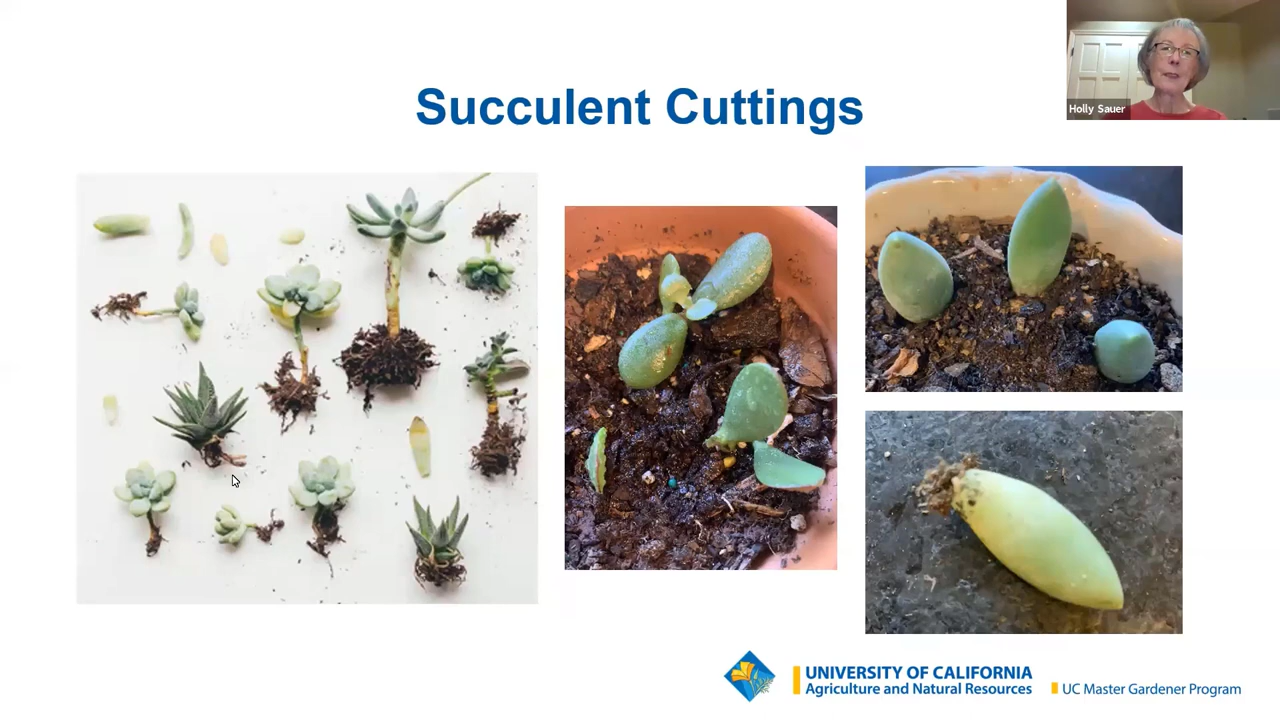 Holly Sauer
Succulent Cuttings
UNIVERSITY OF CALIFORNIA
Agriculture and Natural Resources
UC Master Gardener Program